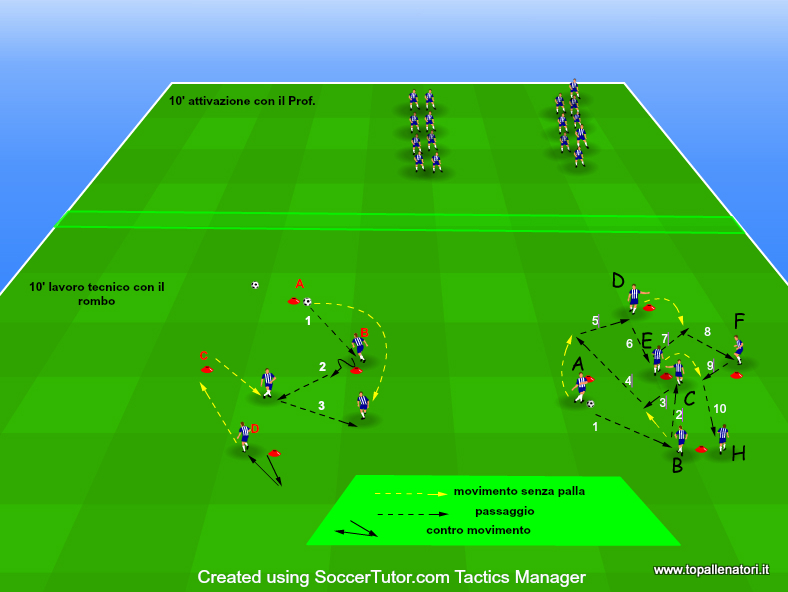 10' attivazione con il Prof.
10' lavoro tecnico con il
rombo
A
1
B
2
C
3
D
D
5
F
7
8
6
E
A
9
4
3
C
2
10
1
B
H
movimento senza palla
passaggio
contro movimento
www.topallenatori.it
Created using SoccerTutor.com Tactics Manager